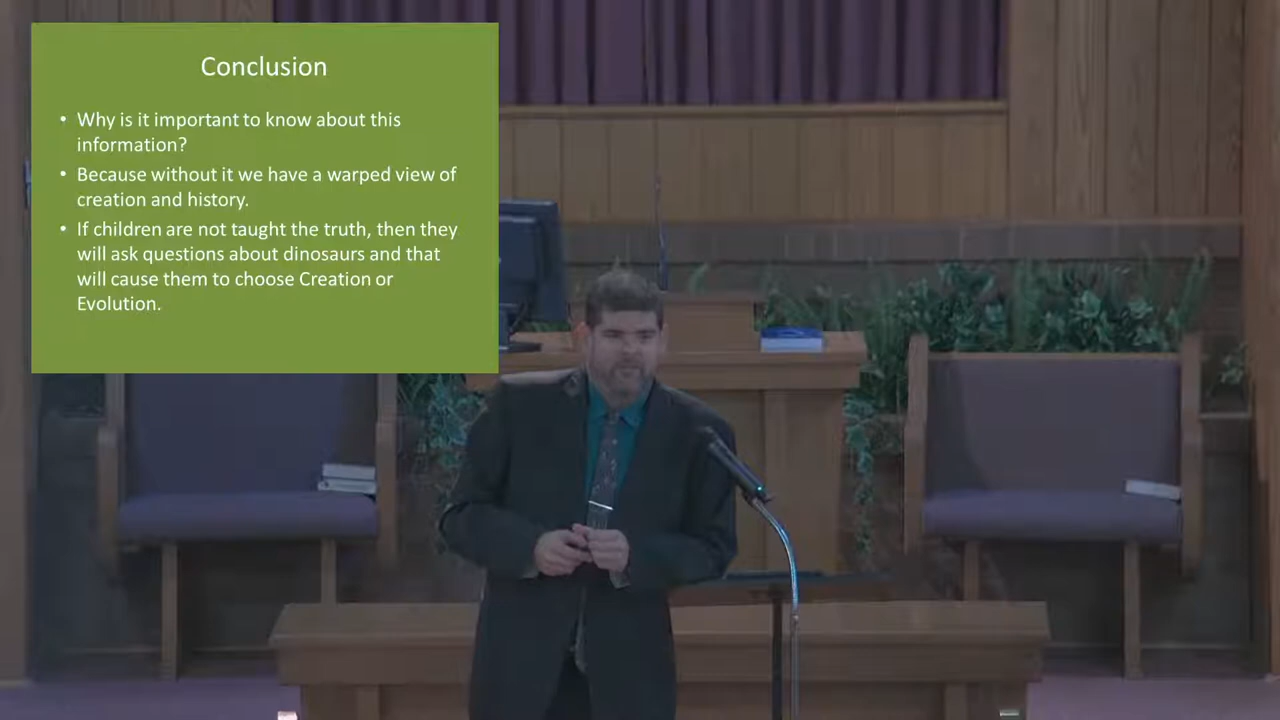 Conclusion
• Why is it important to know about this
information?
• Because without it we have a warped view of
creation and history.
• If children are not taught the truth, then they
will ask questions about dinosaurs and that
will cause them to choose Creation or
Evolution.